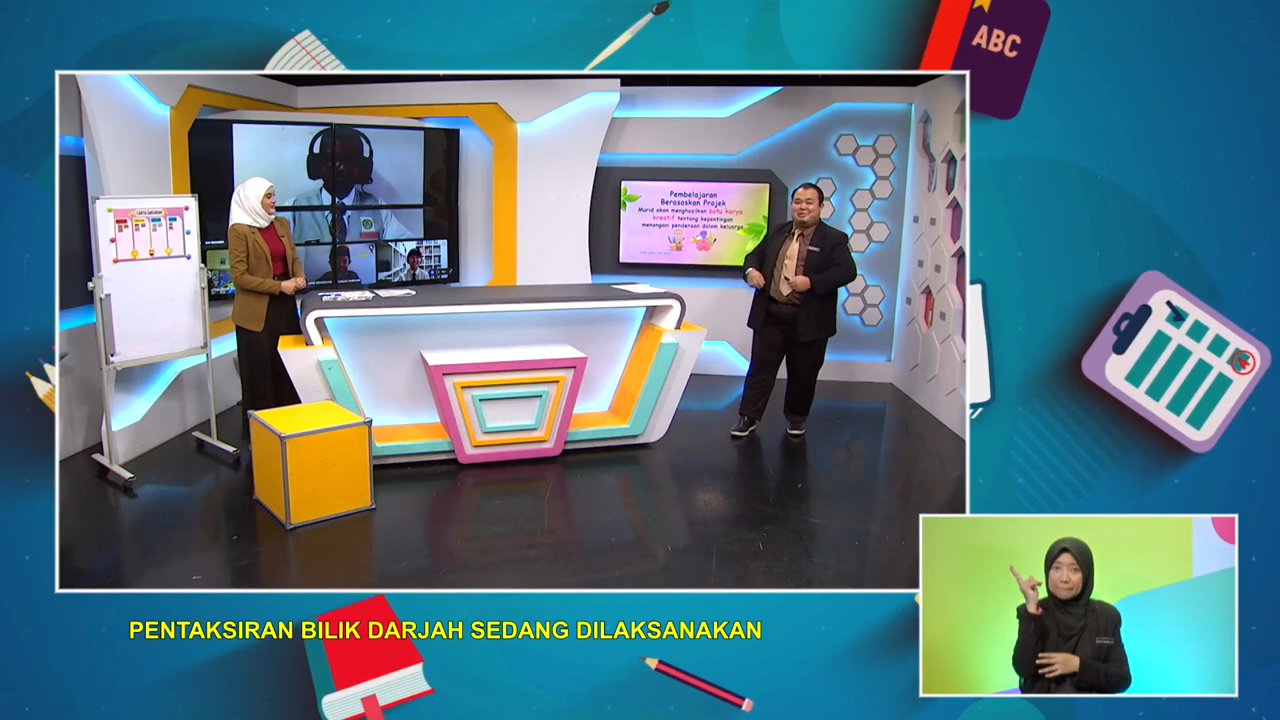 ABC
Pembelajaran
Berasaskan Projek
Murid akan menghasilkan satu karya
kreatif tentang kepentingan
menangani penderaan dalam keluarga.
PENTAKSIRAN BILIK DARJAH SEDANG DILAKSANAKAN